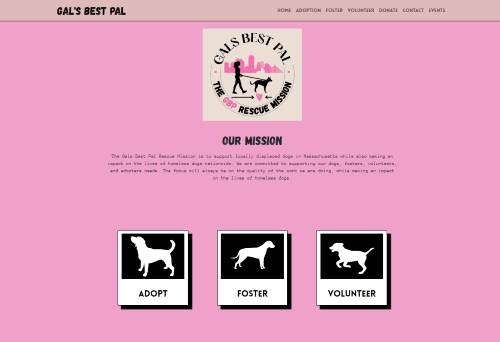 GAL'S BEST PAL
HOME ADOPTION FOSTER VOLUNTEER DONATE CONTACT EVENTS
GALS BEST PAL
THE GBP RESCUE MISSION
OUR MISSION
The Gals Best Pal Rescue Mission is to support locally displaced dogs in Massachusetts while also making an
impact on the lives of homeless dogs nationwide. We are committed to supporting our dogs, fosters, volunteers,
and adopters needs. The focus will always be on the quality of the work we are doing, while making an impact
on the lives of homeless dogs.
ADOPT
FOSTER
VOLUNTEER